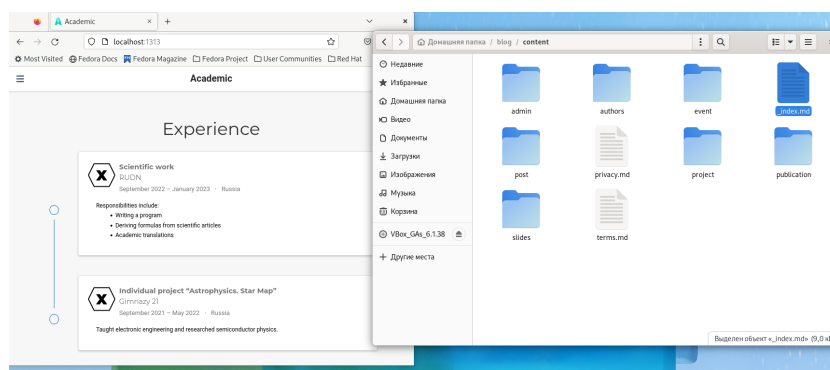 Academic
localhost:1313
Most Visited Fedora Docs Fedora Magazine Fedora Project User Communities Red Hat
Academic
Experience
Scientific work
RUDN
September 2022 – January 2023 · Russia
Responsibilities include:
• Writing a program
• Deriving formulas from scientific articles
• Academic translations
Individual project "Astrophysics. Star Map"
Gimnazy 21
September 2021 – May 2022 · Russia
Taught electronic engineering and researched semiconductor physics.
Домашняя папка / blog / content
Недавние
Избранные
Домашняя папка
Видео
Документы
Загрузки
Изображения
Музыка
Корзина
VBox_GAs_6.1.38
Другие места
admin
authors
event
_index.md
post
privacy.md
project
publication
slides
terms.md
Выделен объект «_index.md» (9,0